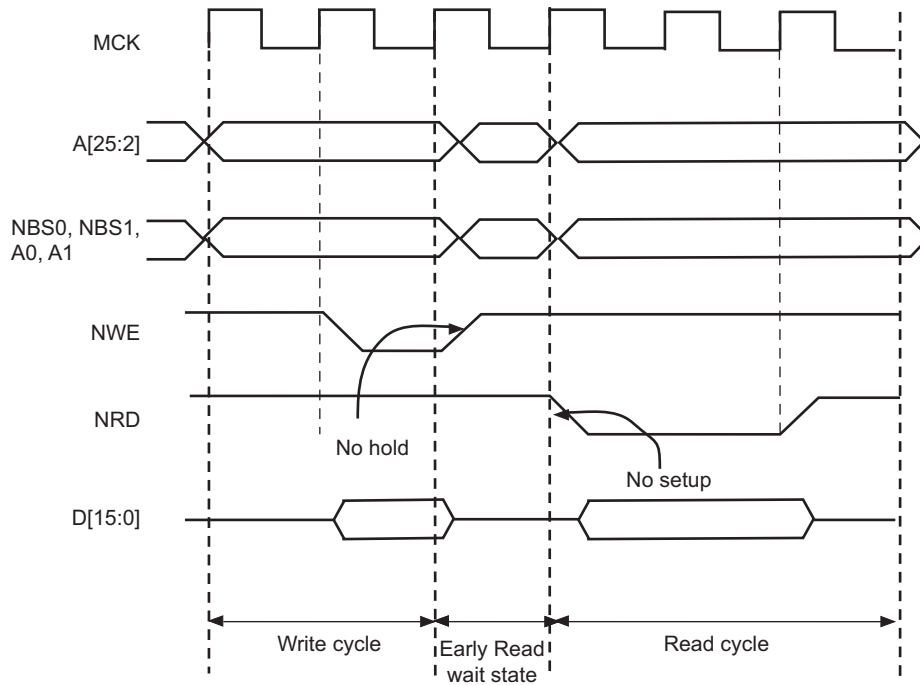 MCK
A[25:2]
NBS0, NBS1,
A0, A1
NWE
NRD
No hold
No setup
D[15:0]
Write cycle
Early Read
wait state
Read cycle